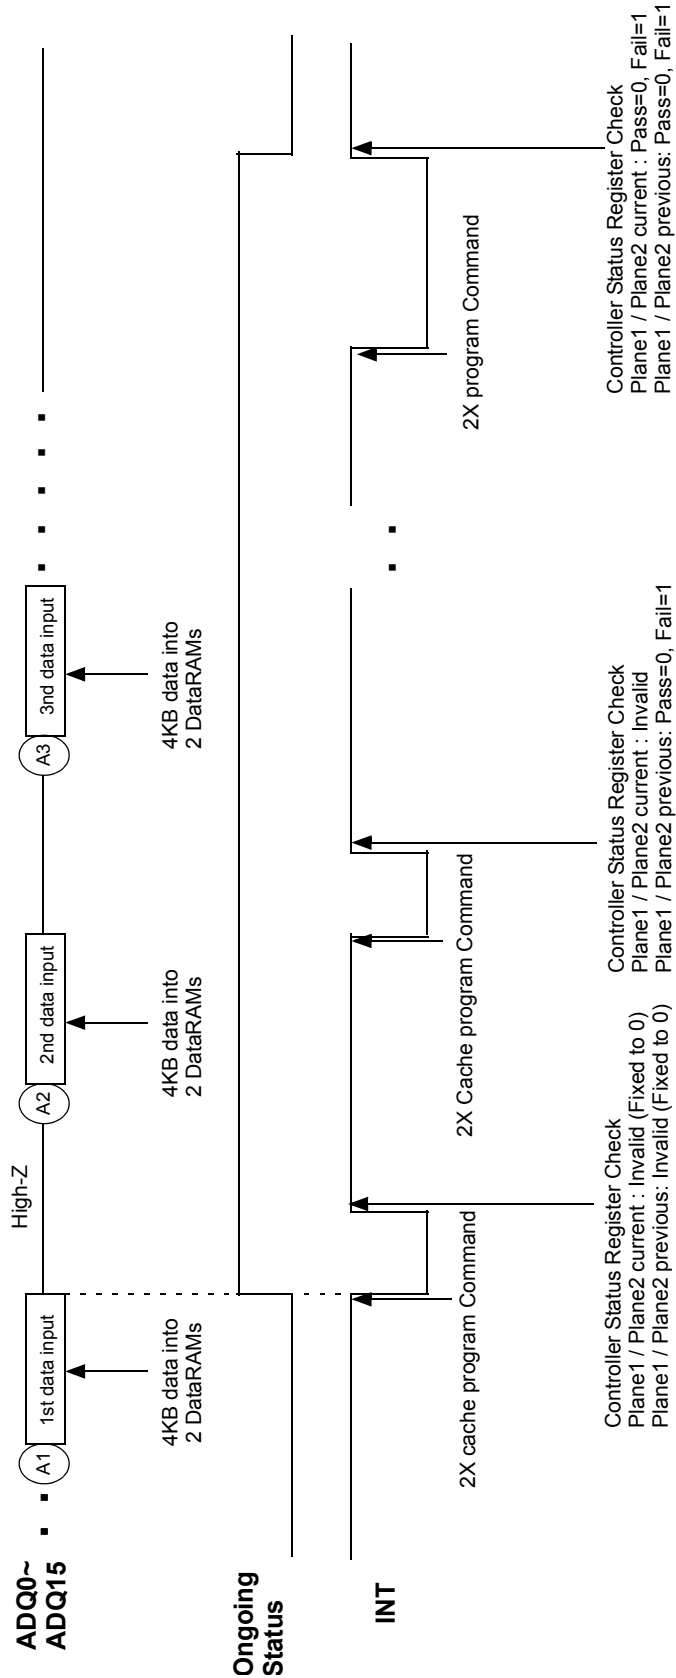 ADQ0~
ADQ15
A1
1st data input
High-Z
A2
2nd data input
A3
3nd data input
4KB data into
2 DataRAMs
4KB data into
2 DataRAMs
4KB data into
2 DataRAMs
Ongoing
Status
INT
2X cache program Command
2X Cache program Command
2X program Command
Controller Status Register Check
Plane1 / Plane2 current : Invalid (Fixed to 0)
Plane1 / Plane2 previous: Invalid (Fixed to 0)
Controller Status Register Check
Plane1 / Plane2 current : Invalid
Plane1 / Plane2 previous: Pass=0, Fail=1
Controller Status Register Check
Plane1 / Plane2 current : Pass=0, Fail=1
Plane1 / Plane2 previous: Pass=0, Fail=1